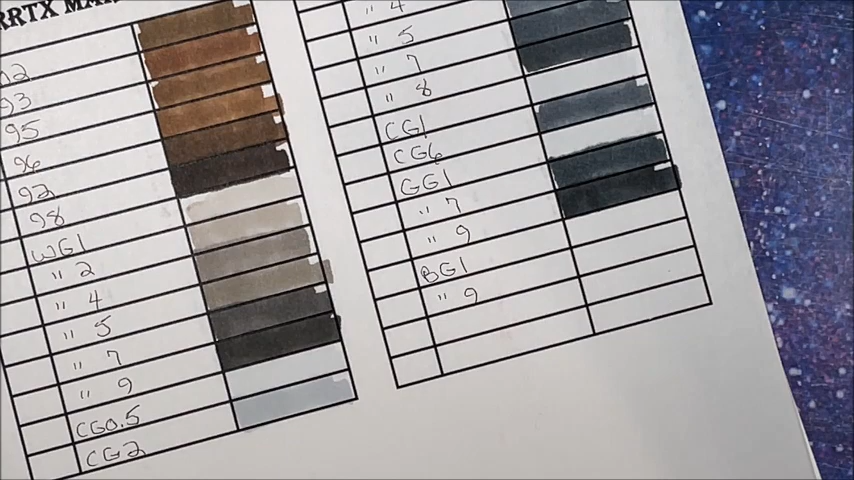 RRTX MA
92
93
95
96
92
98
WG1
" 2
" 4
" 5
" 7
" 9
CG0.5
CG2
" 4
" 5
" 7
" 8
CG1
CG6
GG1
" 7
" 9
BG1
" 9